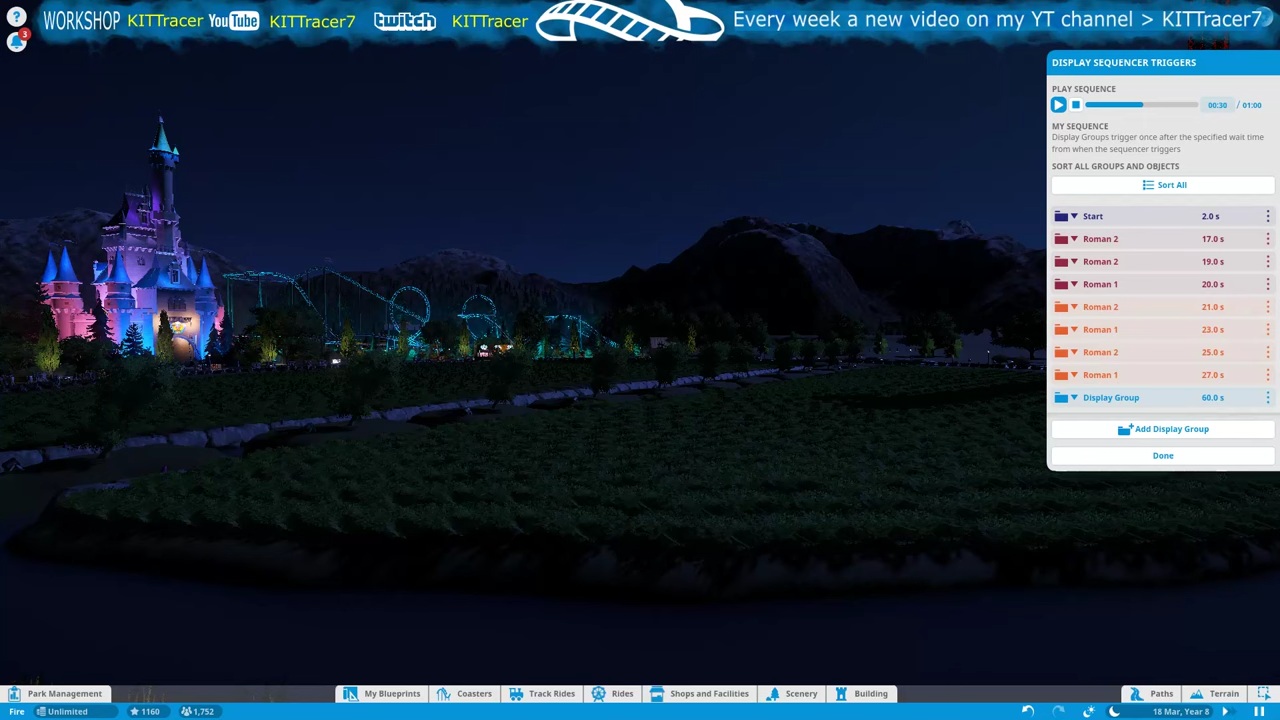 WORKSHOP KITTracer YouTube KITTracer7 twitch KITTracer Every week a new video on my YT channel > KITTracer7
?
3
DISPLAY SEQUENCER TRIGGERS
PLAY SEQUENCE
00:30 / 01:00
MY SEQUENCE
Display Groups trigger once after the specified wait time
from when the sequencer triggers
SORT ALL GROUPS AND OBJECTS
Sort All
Start 2.0 s
Roman 2 17.0 s
Roman 2 19.0 s
Roman 1 20.0 s
Roman 2 21.0 s
Roman 1 23.0 s
Roman 2 25.0 s
Roman 1 27.0 s
Display Group 60.0 s
Add Display Group
Done
Park Management My Blueprints Coasters Track Rides Rides Shops and Facilities Scenery Building Paths Terrain
Fire Unlimited 1160 1,752 18 Mar, Year 8